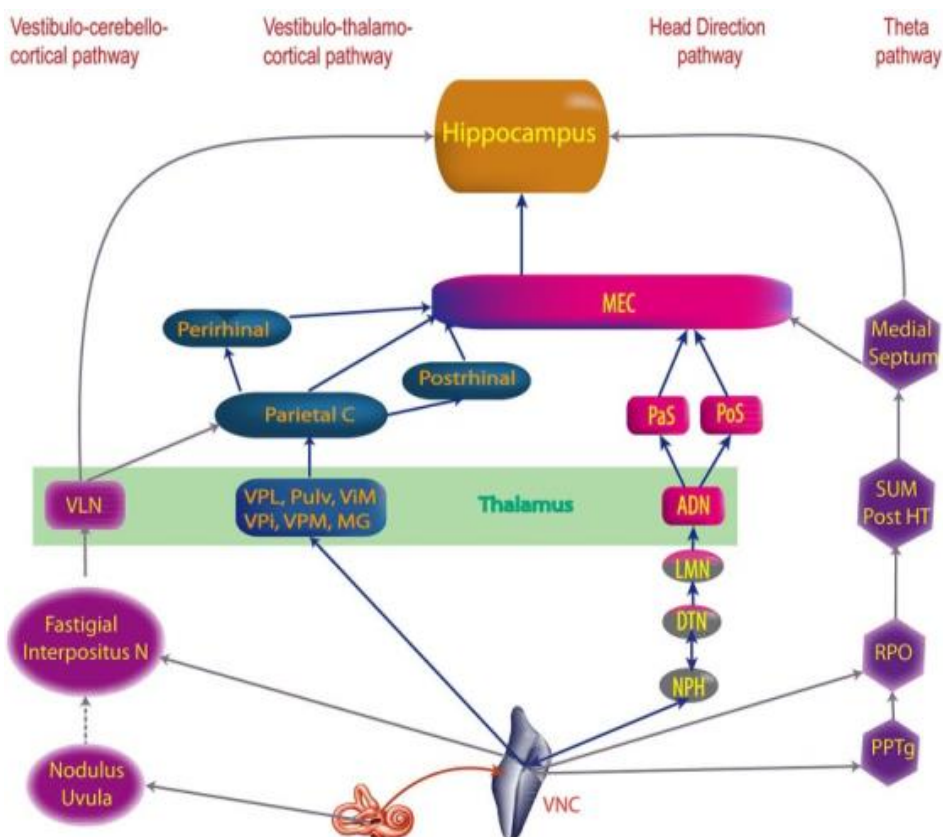 Vestibulo-cerebello-
cortical pathway
Vestibulo-thalamo-
cortical pathway
Head Direction
pathway
Theta
pathway
Hippocampus
MEC
Perirhinal
Postrhinal
Parietal C
Medial
Septum
PaS
PoS
VLN
VPL, Pulv, ViM
VPi, VPM, MG
Thalamus
ADN
SUM
Post HT
LMN
DTN
NPH
Fastigial
Interpositus N
RPO
PPTg
Nodulus
Uvula
VNC